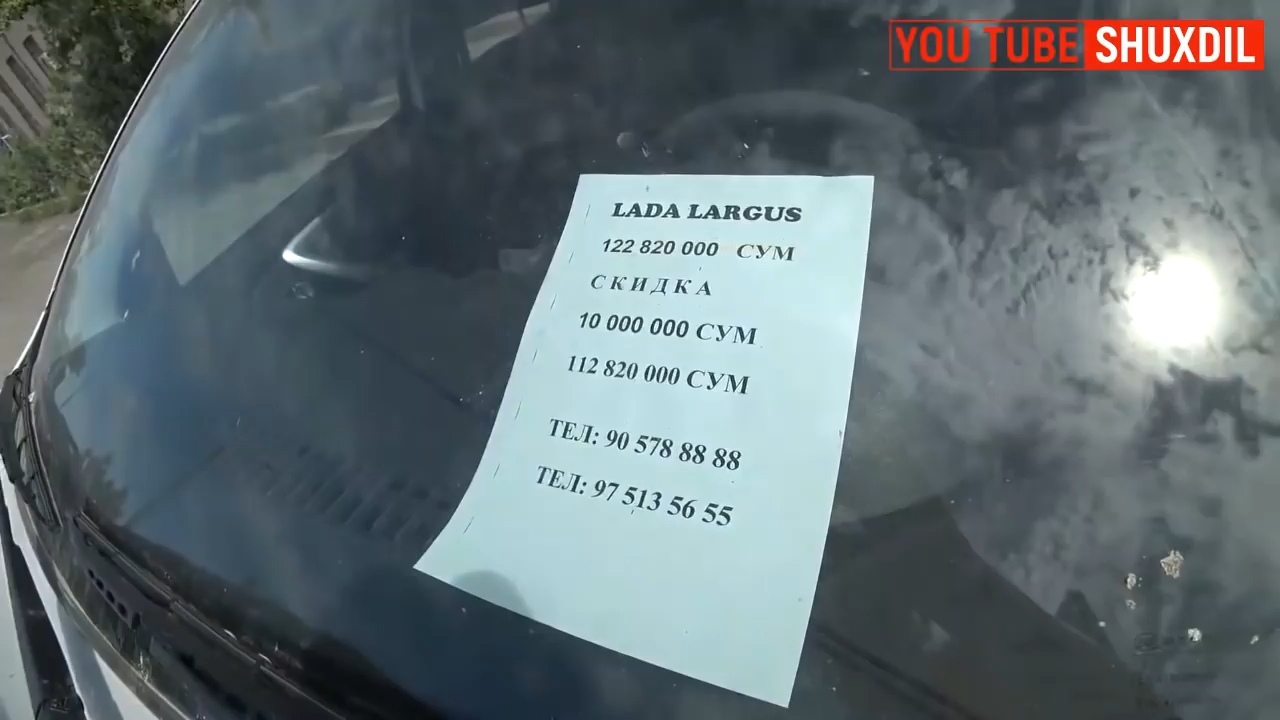 YOU TUBE SHUXDIL
LADA LARGUS
122 820 000 СУМ
СКИДКА
10 000 000 СУМ
112 820 000 СУМ
ТЕЛ: 90 578 88 88
ТЕЛ: 97 513 56 55